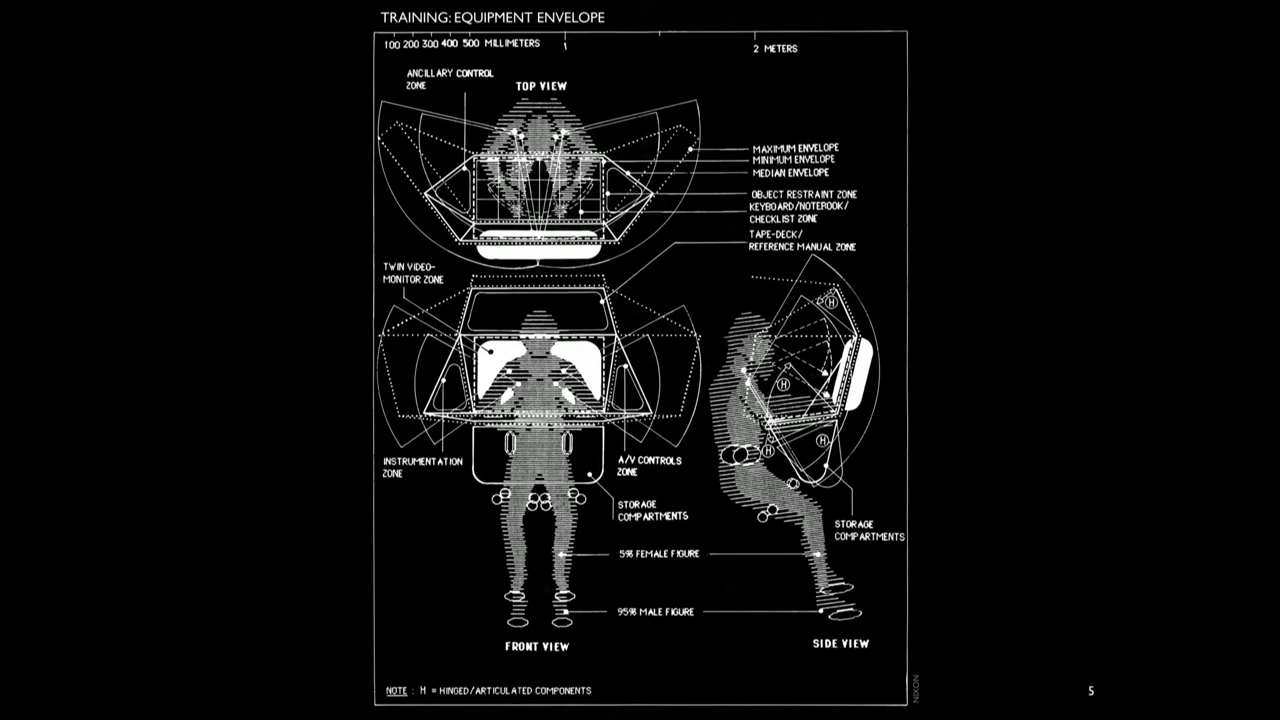 TRAINING: EQUIPMENT ENVELOPE
100 200 300 400 500 MILLIMETERS
1
2 METERS
ANCILLARY CONTROL
ZONE
TOP VIEW
MAXIMUM ENVELOPE
MINIMUM ENVELOPE
MEDIAN ENVELOPE
OBJECT RESTRAINT ZONE
KEYBOARD/NOTEBOOK/
CHECKLIST ZONE
TAPE-DECK/
REFERENCE MANUAL ZONE
TWIN VIDEO-
MONITOR ZONE
H
H
H
H
INSTRUMENTATION
ZONE
A/V CONTROLS
ZONE
STORAGE
COMPARTMENTS
STORAGE
COMPARTMENTS
5% FEMALE FIGURE
95% MALE FIGURE
FRONT VIEW
SIDE VIEW
NOTE : H = HINGED/ARTICULATED COMPONENTS
NIXON
5